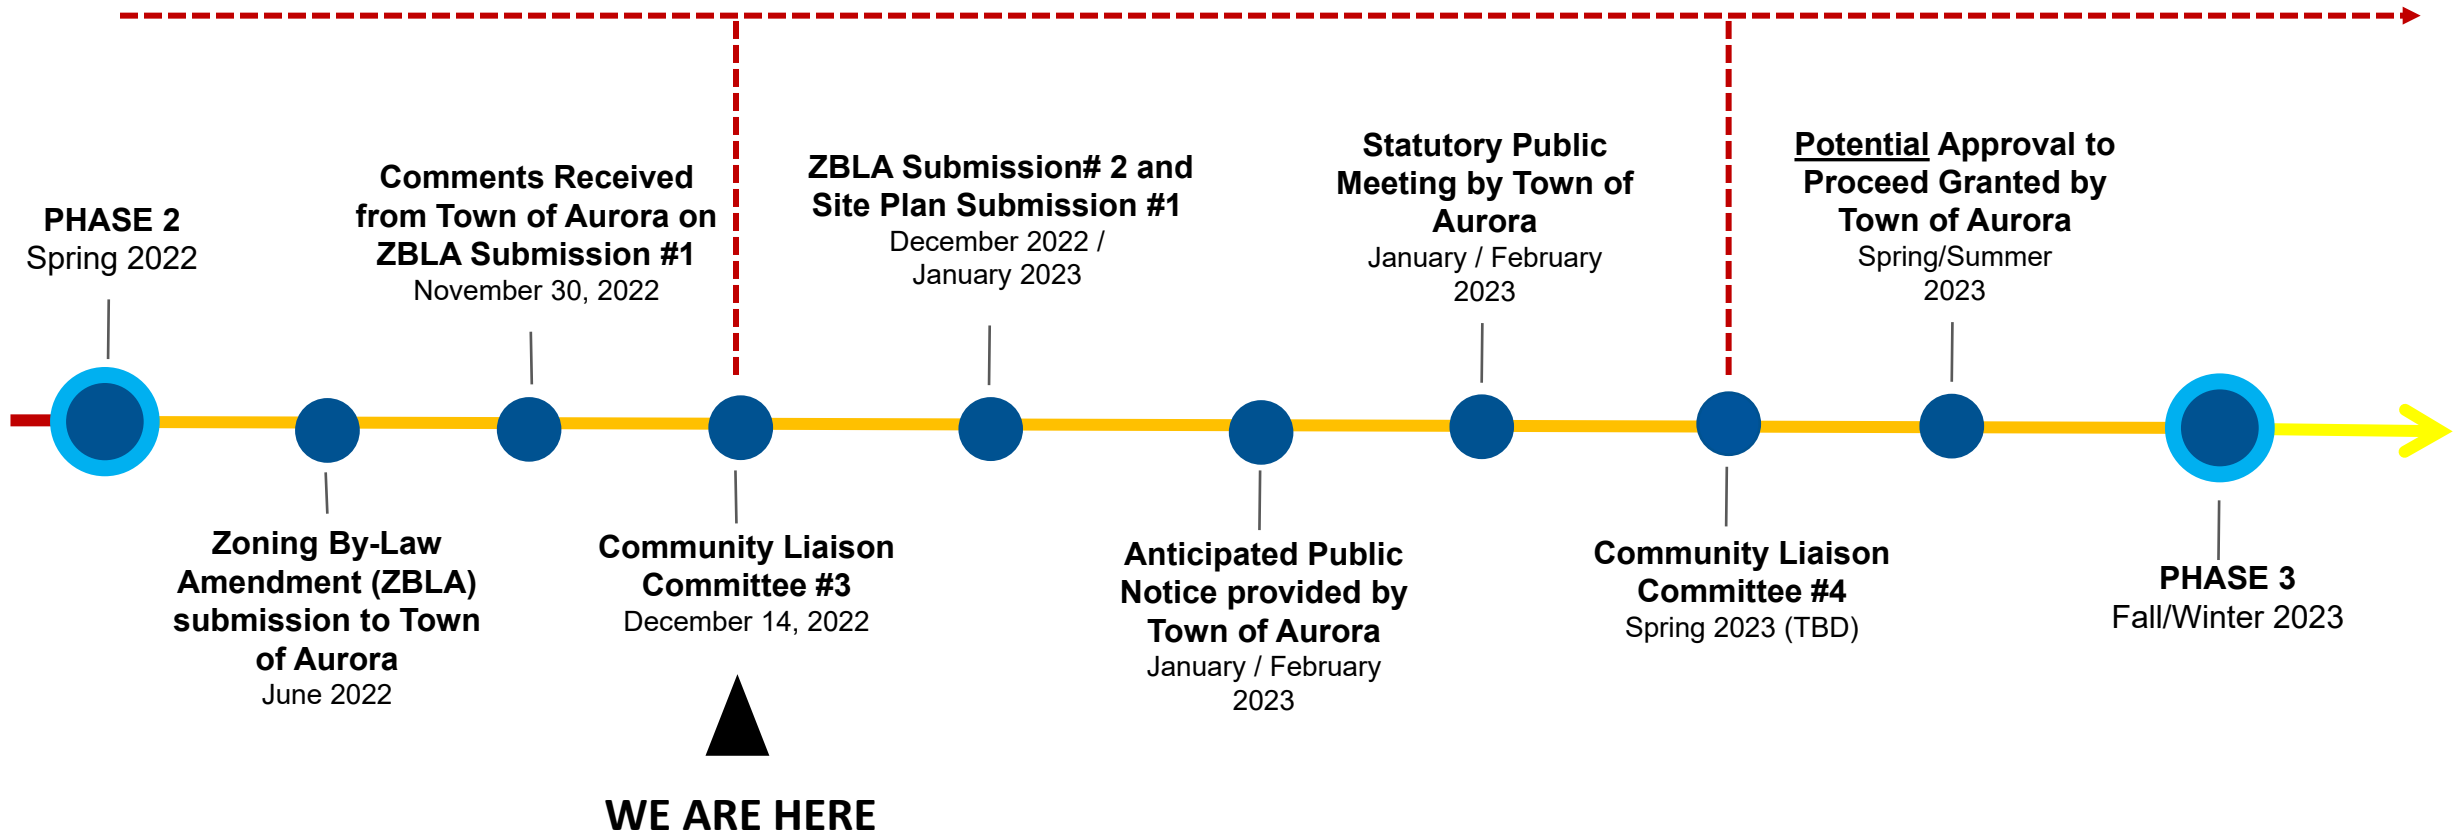 PHASE 2
Spring 2022
Zoning By-Law
Amendment (ZBLA)
submission to Town
of Aurora
June 2022
Comments Received
from Town of Aurora on
ZBLA Submission #1
November 30, 2022
Community Liaison
Committee #3
December 14, 2022
WE ARE HERE
ZBLA Submission# 2 and
Site Plan Submission #1
December 2022 /
January 2023
Anticipated Public
Notice provided by
Town of Aurora
January / February
2023
Statutory Public
Meeting by Town of
Aurora
January / February
2023
Community Liaison
Committee #4
Spring 2023 (TBD)
Potential Approval to
Proceed Granted by
Town of Aurora
Spring/Summer
2023
PHASE 3
Fall/Winter 2023